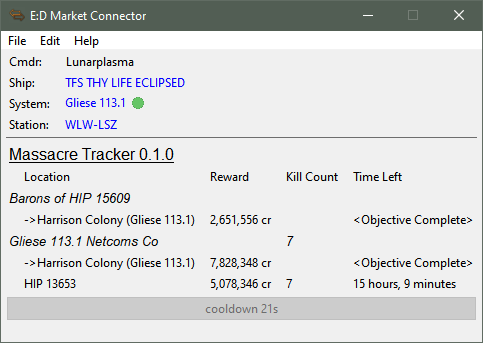 E:D Market Connector
File Edit Help
Cmdr: Lunarplasma
Ship: TFS THY LIFE ECLIPSED
System: Gliese 113.1
Station: WLW-LSZ
Massacre Tracker 0.1.0
Location Reward Kill Count Time Left
Barons of HIP 15609
->Harrison Colony (Gliese 113.1) 2,651,556 cr <Objective Complete>
Gliese 113.1 Netcoms Co 7
->Harrison Colony (Gliese 113.1) 7,828,348 cr <Objective Complete>
HIP 13653 5,078,346 cr 7 15 hours, 9 minutes
cooldown 21s